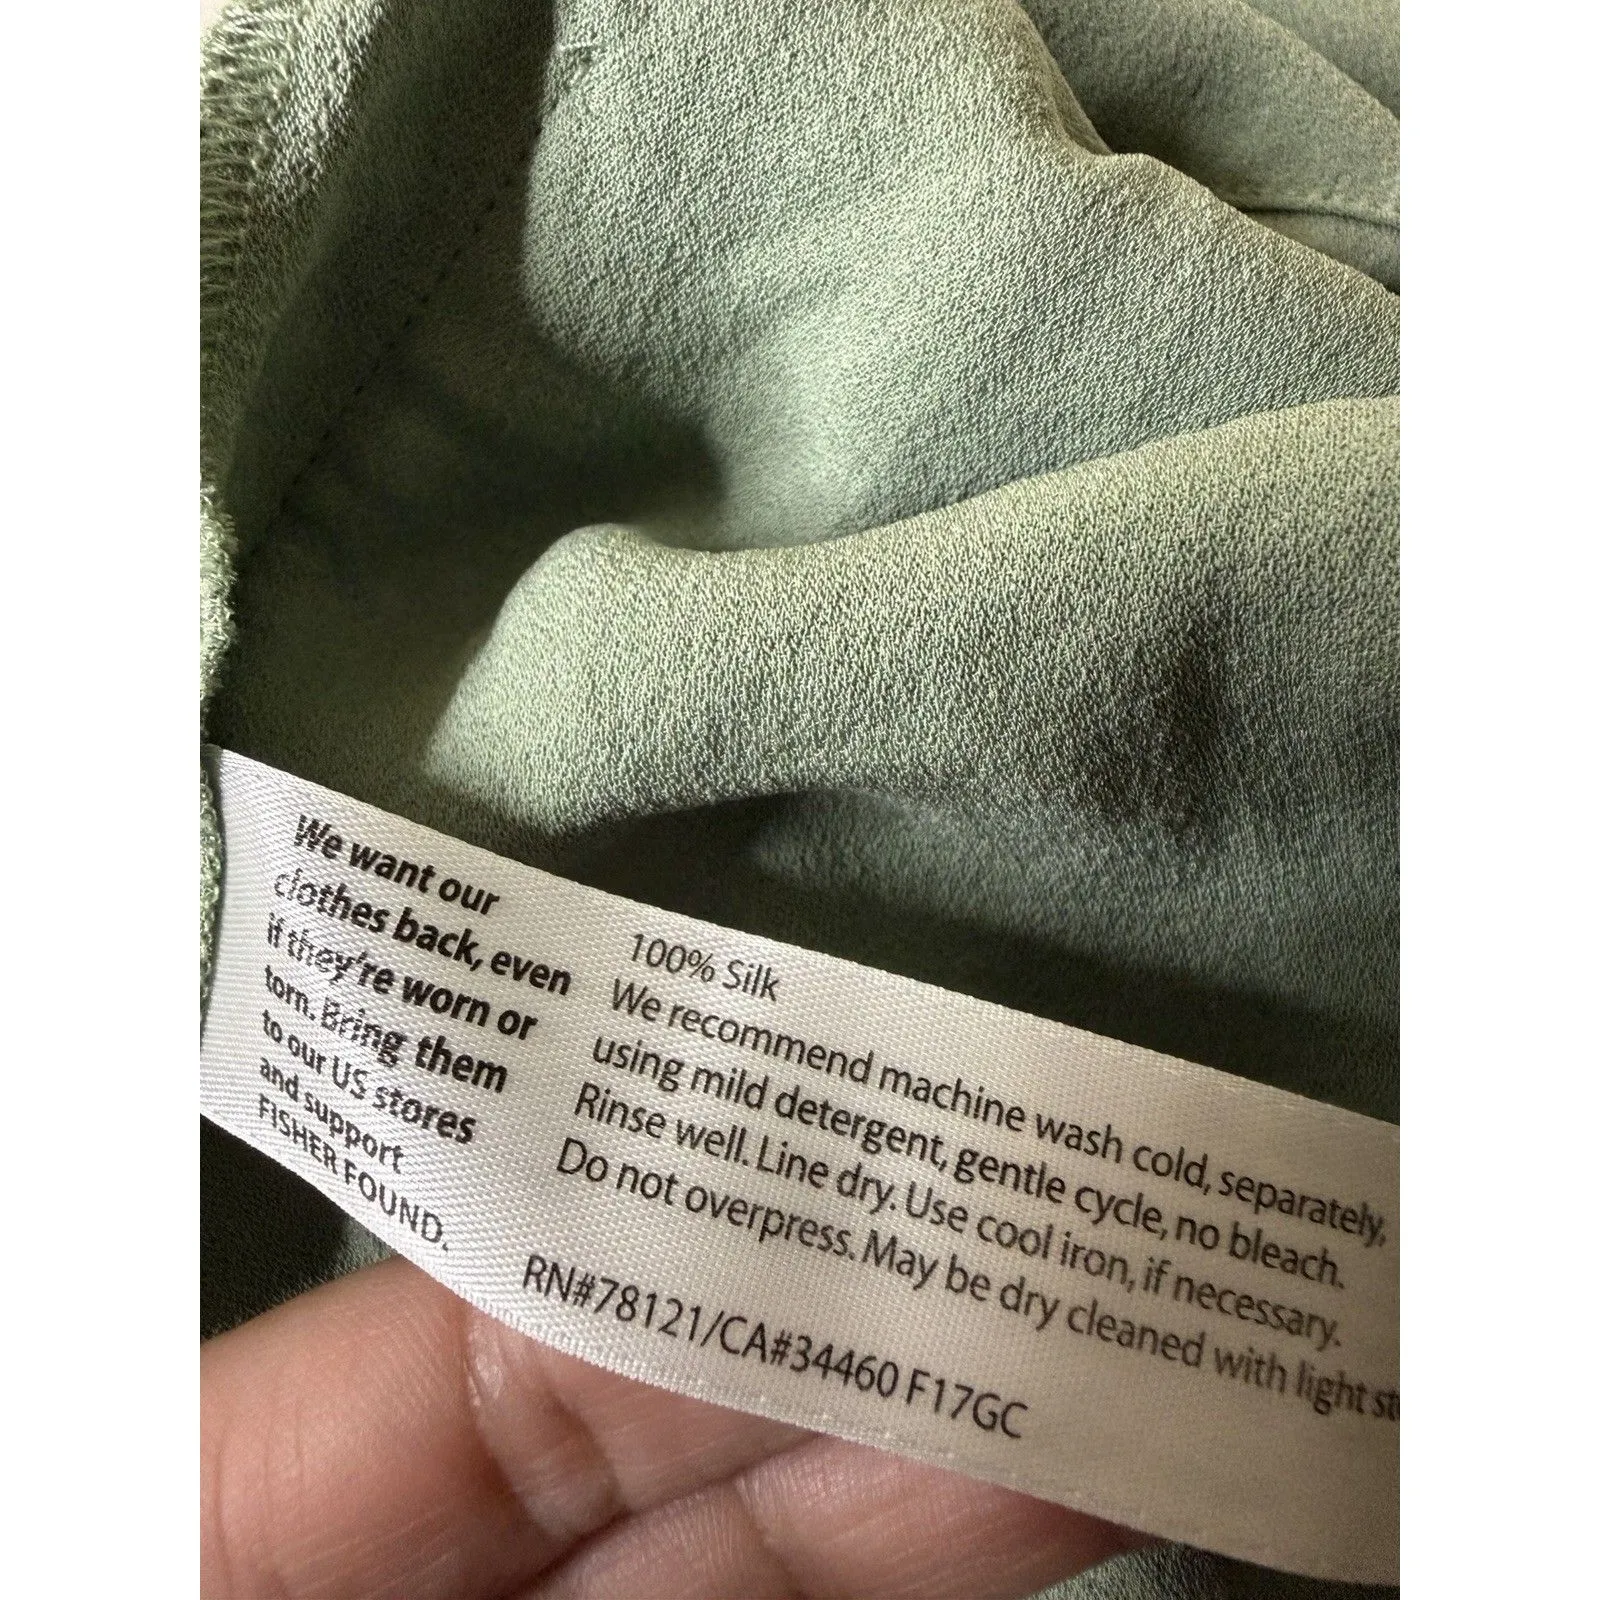 We want our
clothes back, even
if they're worn or
torn. Bring them
to our US stores
and support
FISHER FOUND.
100% Silk
We recommend machine wash cold, separately,
using mild detergent, gentle cycle, no bleach.
Rinse well. Line dry. Use cool iron, if necessary.
Do not overpress. May be dry cleaned with light
RN#78121/CA#34460 F17GC